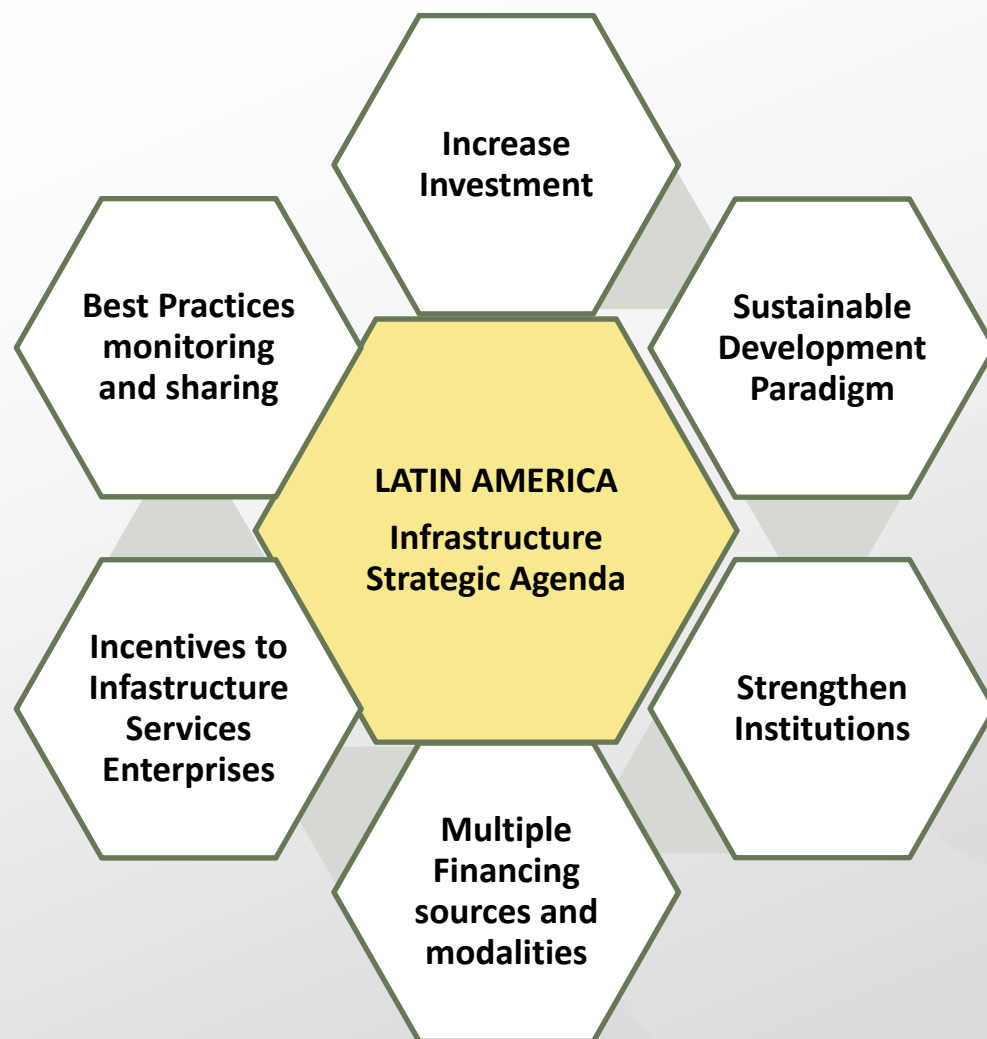 Increase
Investment
Sustainable
Development
Paradigm
Strengthen
Institutions
Multiple
Financing
sources and
modalities
Incentives to
Infastructure
Services
Enterprises
Best Practices
monitoring
and sharing
LATIN AMERICA
Infrastructure
Strategic Agenda